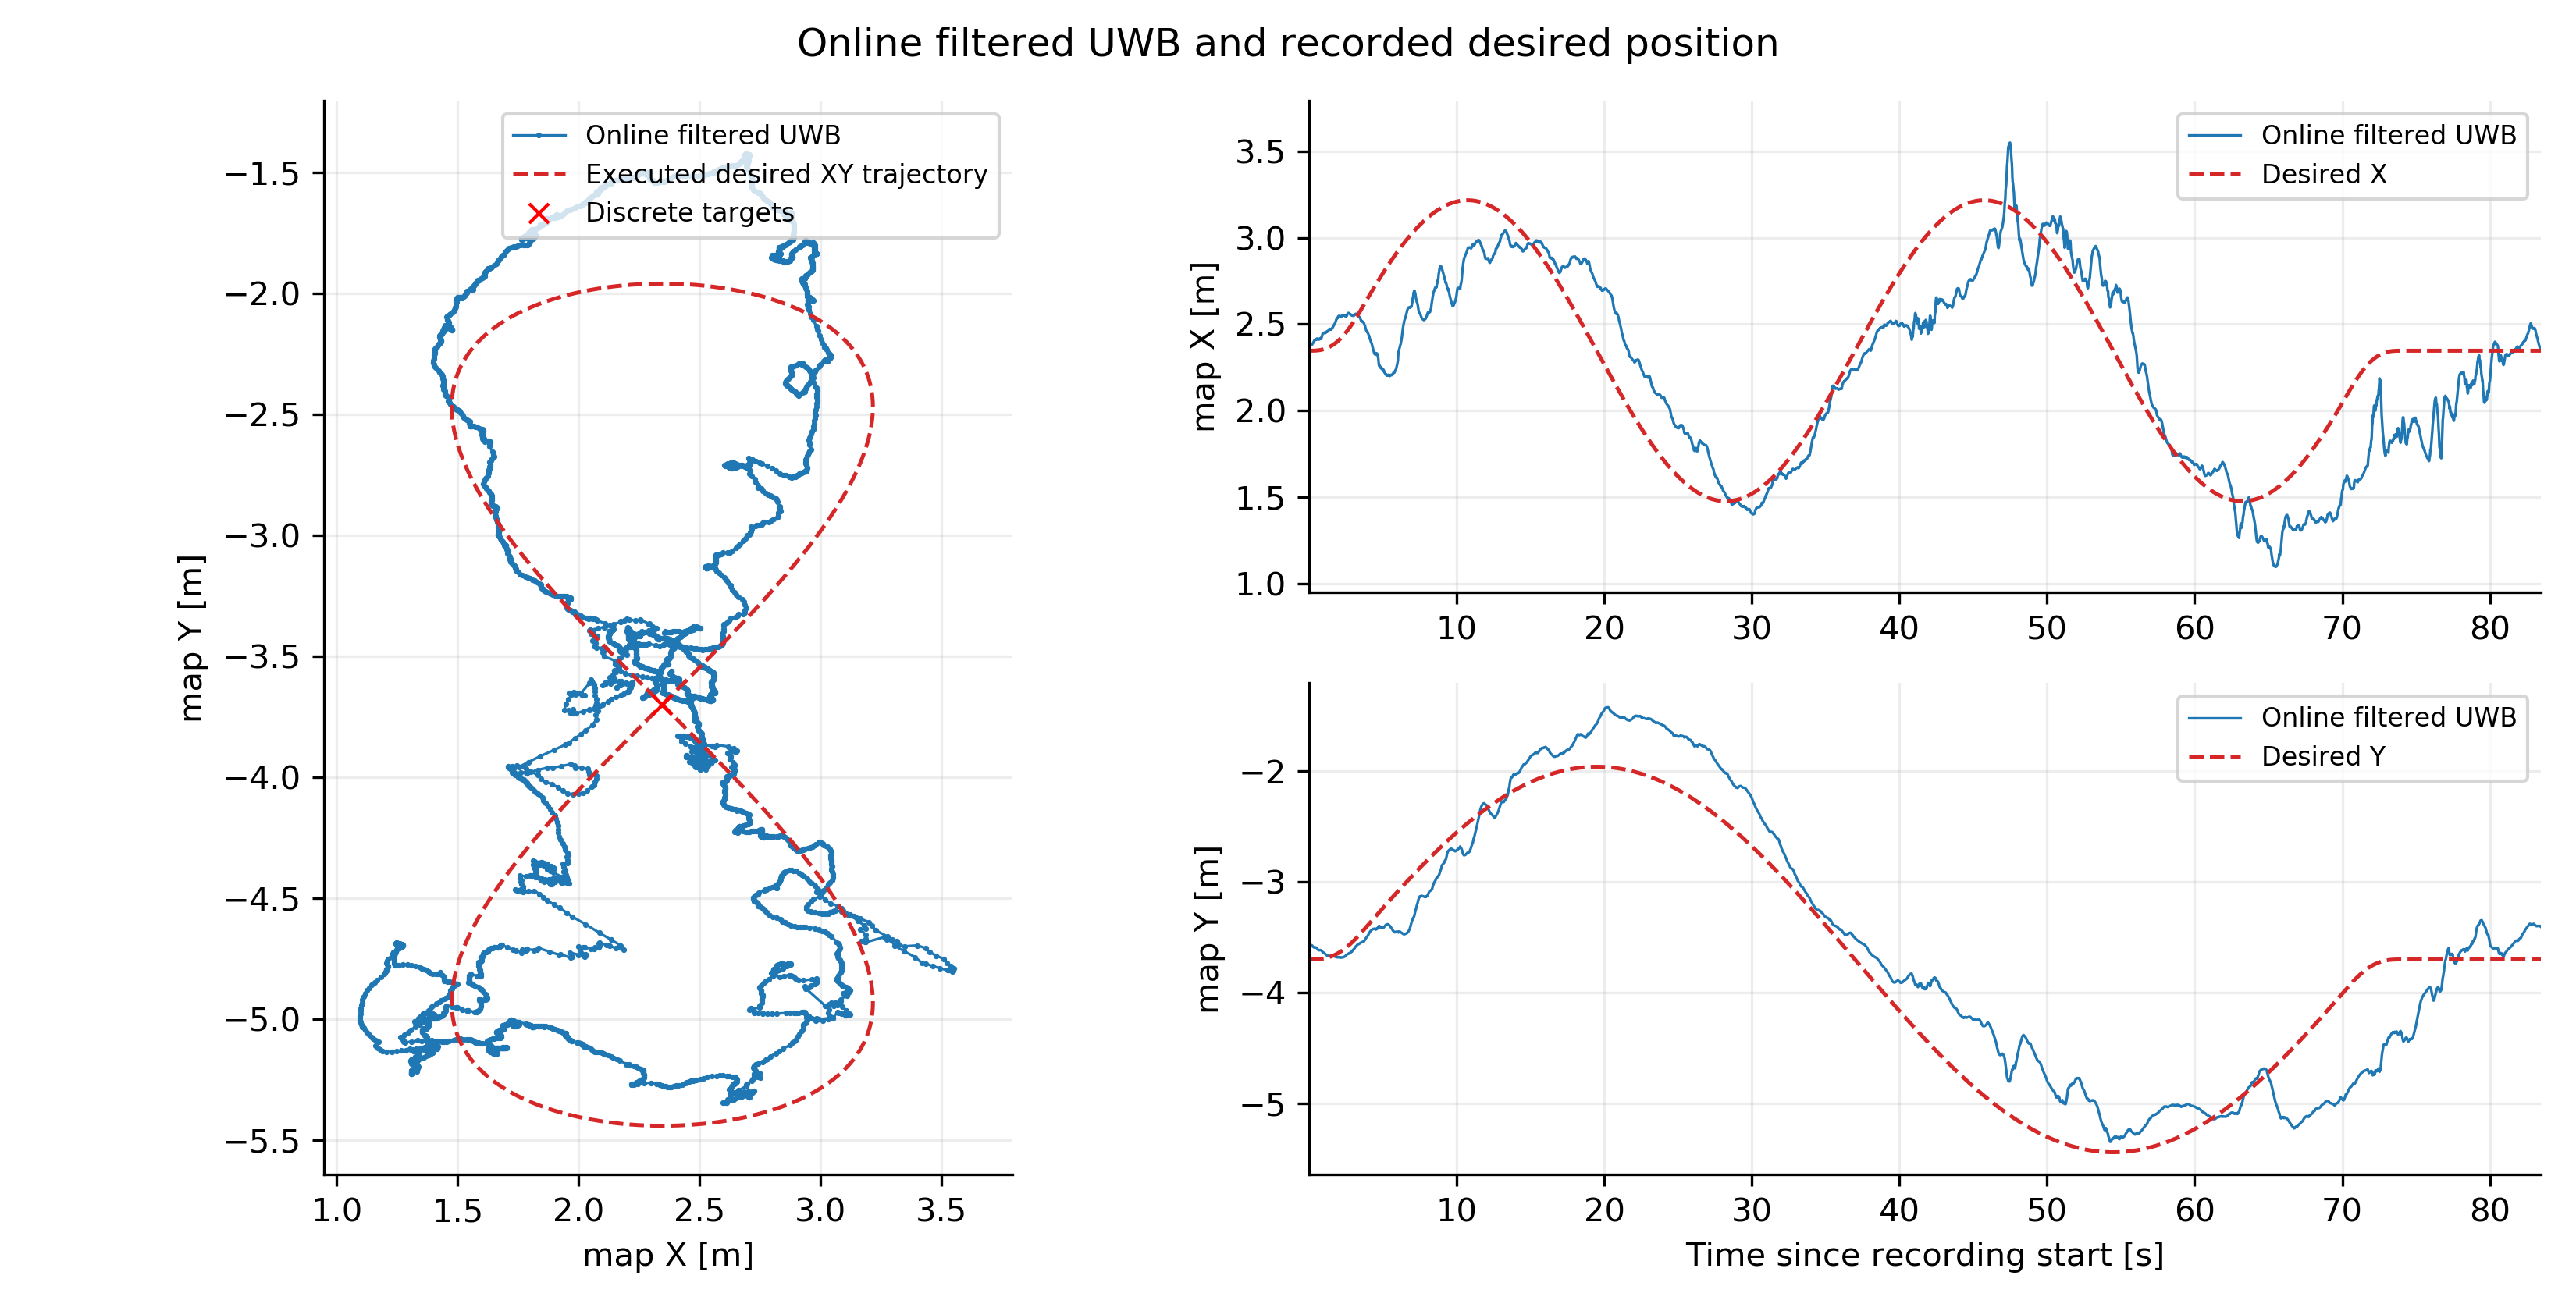 Online filtered UWB and recorded desired position
Online filtered UWB
Executed desired XY trajectory
Discrete targets
−1.5
−2.0
−2.5
−3.0
−3.5
−4.0
−4.5
−5.0
−5.5
map Y [m]
1.0 1.5 2.0 2.5 3.0 3.5
map X [m]
Online filtered UWB
Desired X
3.5
3.0
2.5
2.0
1.5
1.0
map X [m]
10 20 30 40 50 60 70 80
Online filtered UWB
Desired Y
−2
−3
−4
−5
map Y [m]
10 20 30 40 50 60 70 80
Time since recording start [s]